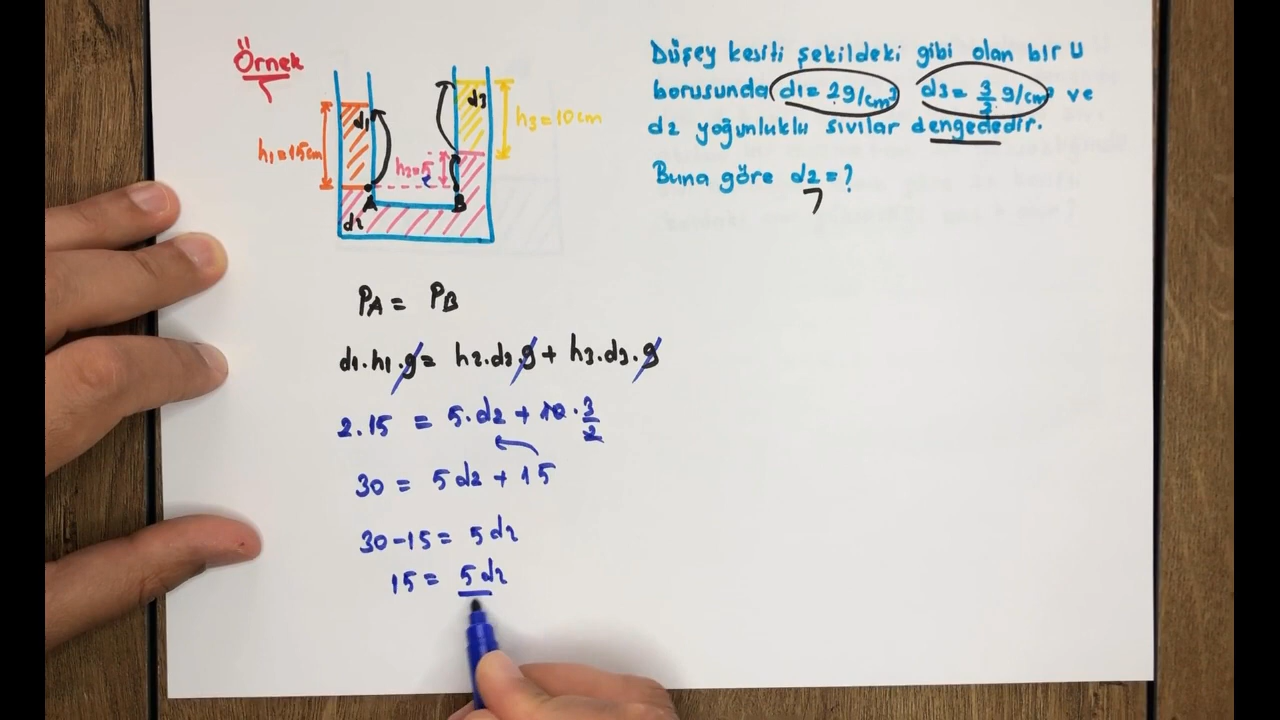 Örnek
Düşey kesiti şekildeki gibi olan bir U
borusunda d1 = 2g/cm³ d3 = 3/2 g/cm³ ve
d2 yoğunluklu sıvılar dengededir.
Buna göre d2 = ?
d1
d3
h3 = 10cm
h1 = 15cm
h2 = 5
A
B
d2
PA = PB
d1.h1.g = h2.d2.g + h3.d3.g
2.15 = 5.d2 + 10.3/2
30 = 5d2 + 15
30-15 = 5d2
15 = 5d2